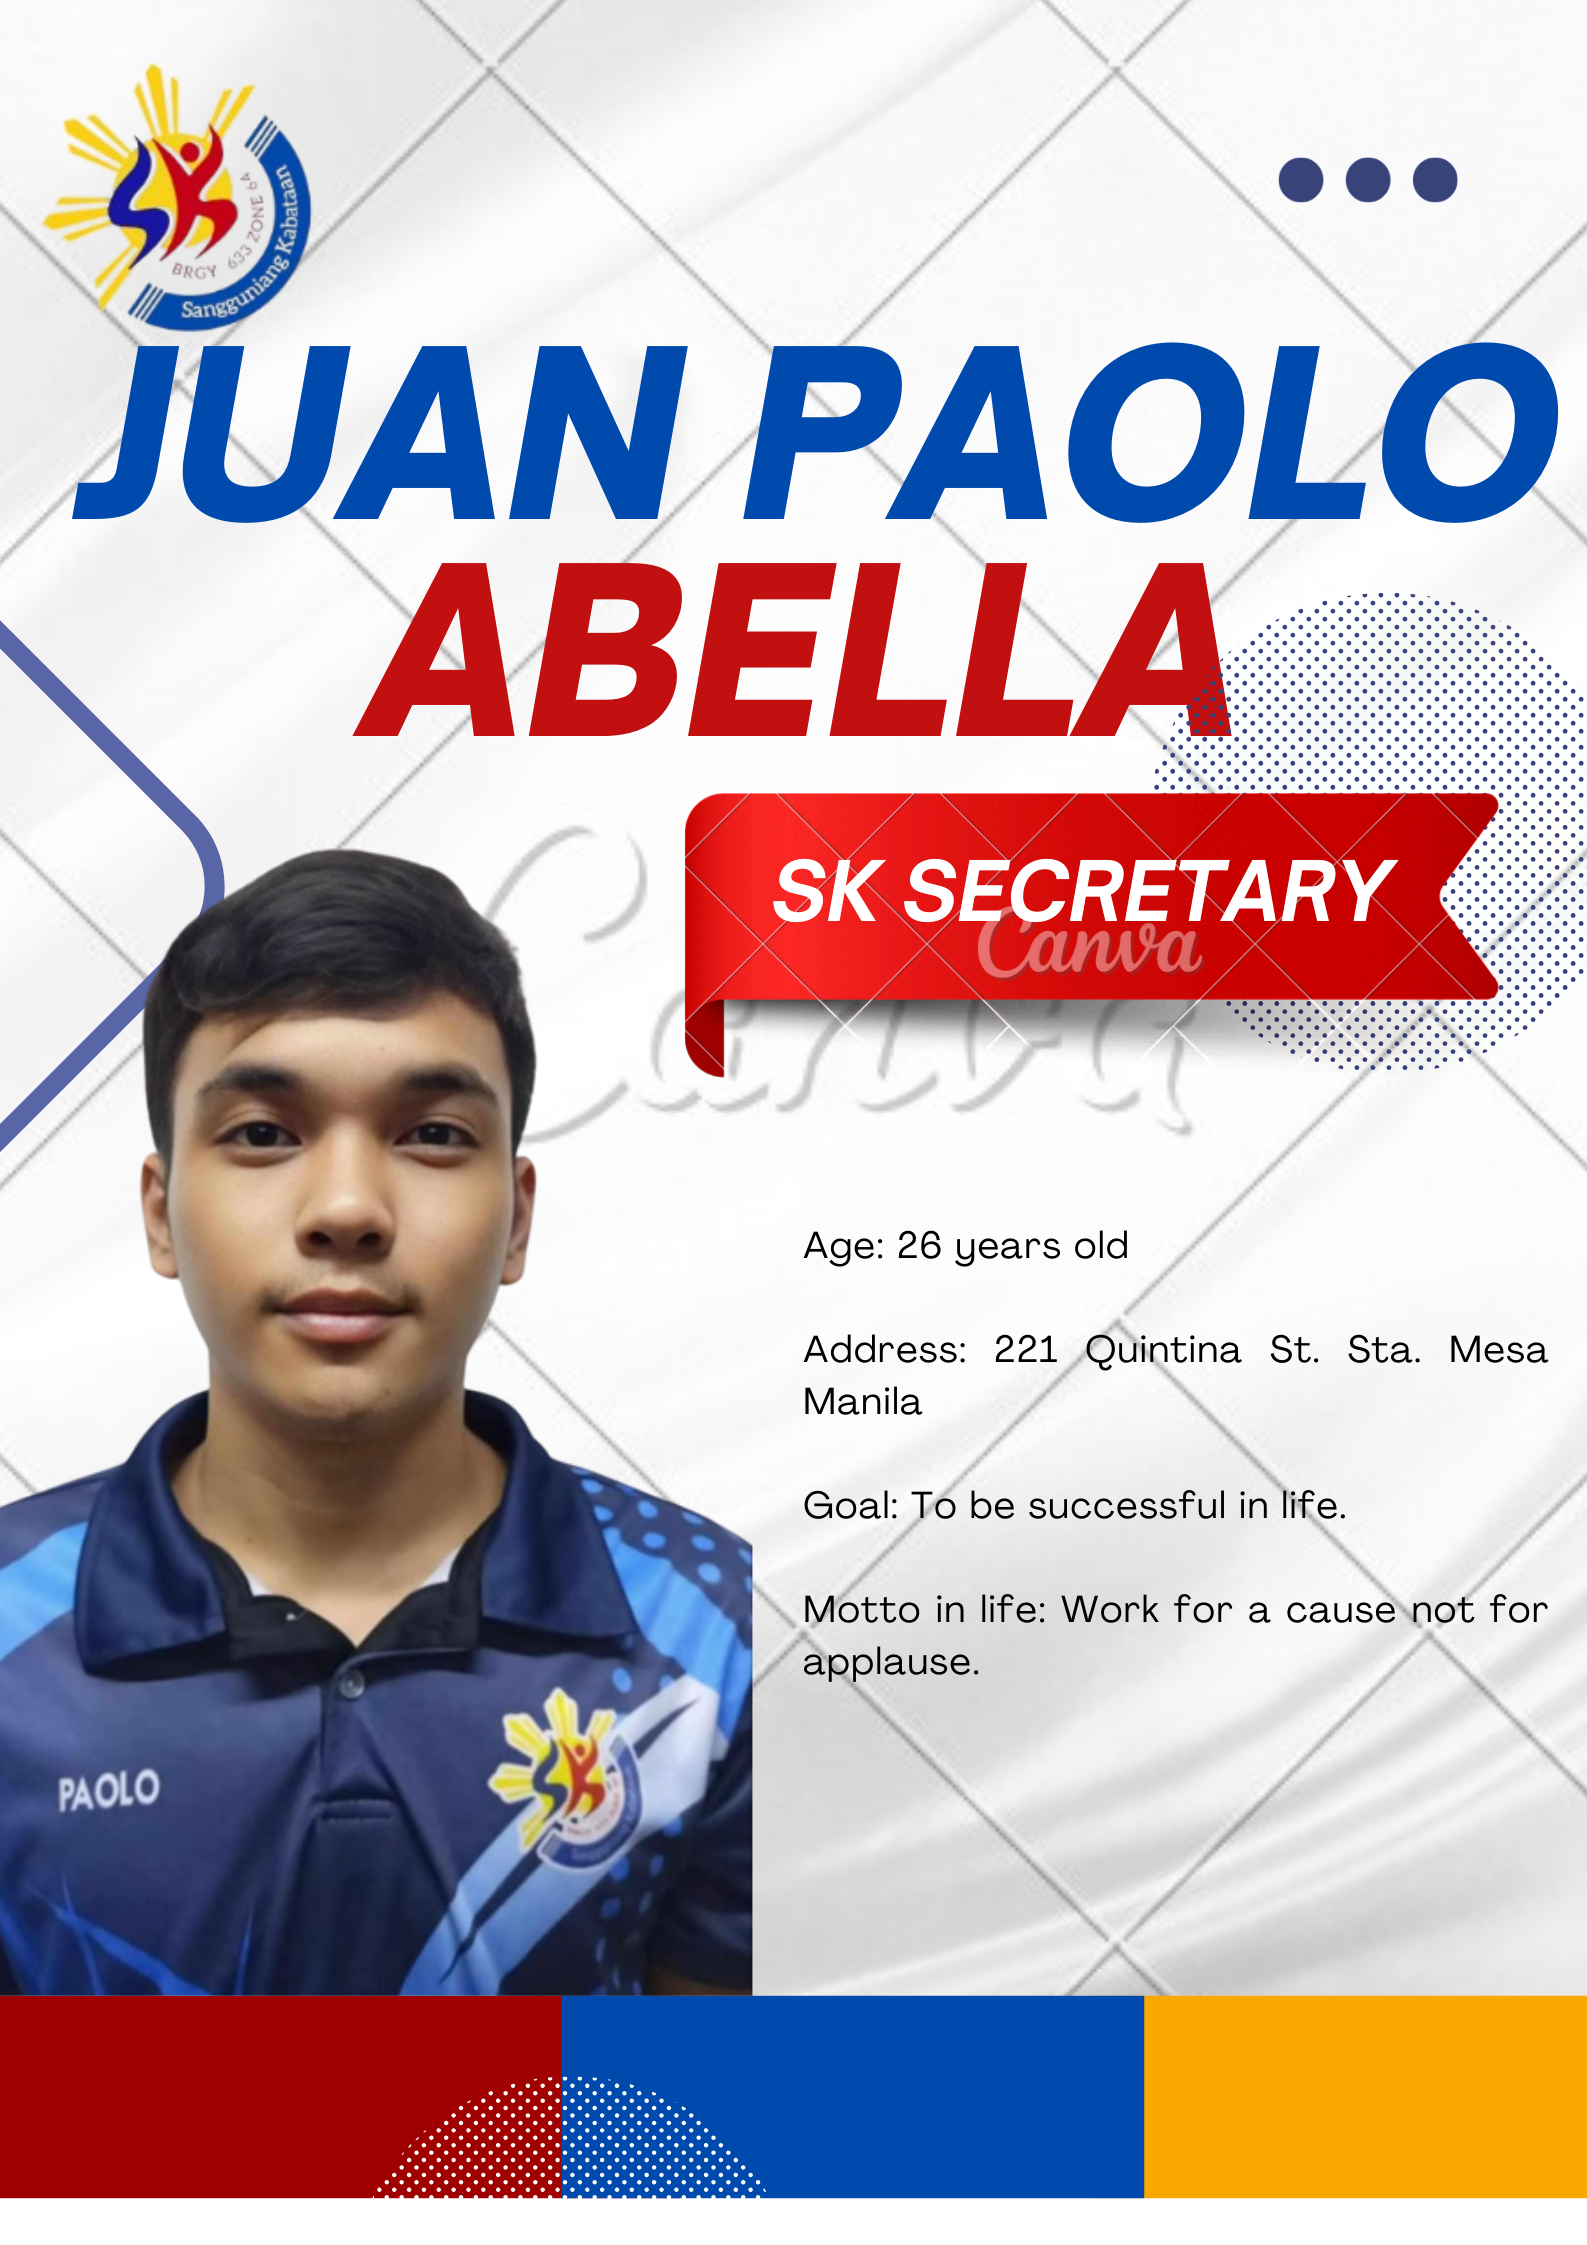 BRGY 633 ZONE 64
Sangguniang Kabataan
JUAN PAOLO
ABELLA
SK SECRETARY
Canva
Canva
Age: 26 years old
Address: 221 Quintina St. Sta. Mesa
Manila
Goal: To be successful in life.
Motto in life: Work for a cause not for
applause.
PAOLO
SK